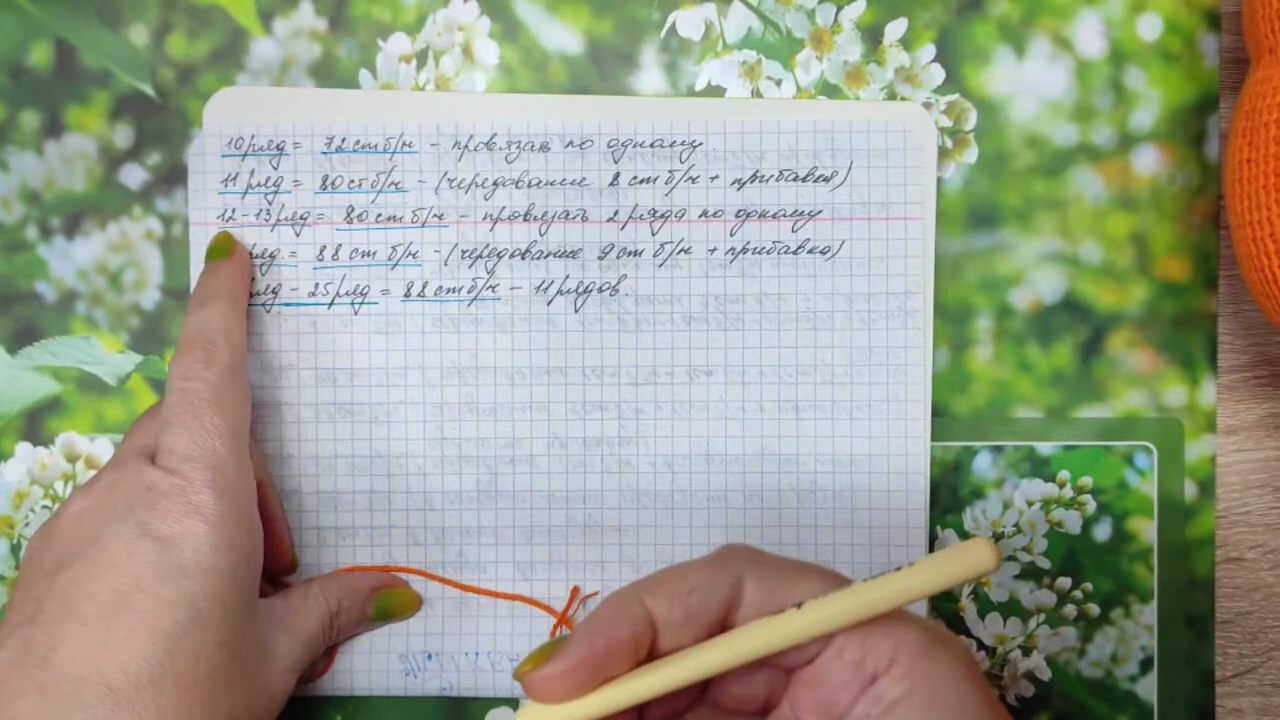 10 ряд = 72 ст б/н - провязать по одному.
11 ряд = 80 ст б/н - (чередование 8 ст б/н + прибавка)
12-13 ряд = 80 ст б/н - провязать 2 ряда по одному
ряд = 88 ст б/н - (чередование 9 ст б/н + прибавка)
ряд - 25 ряд = 88 ст б/н - 11 рядов.